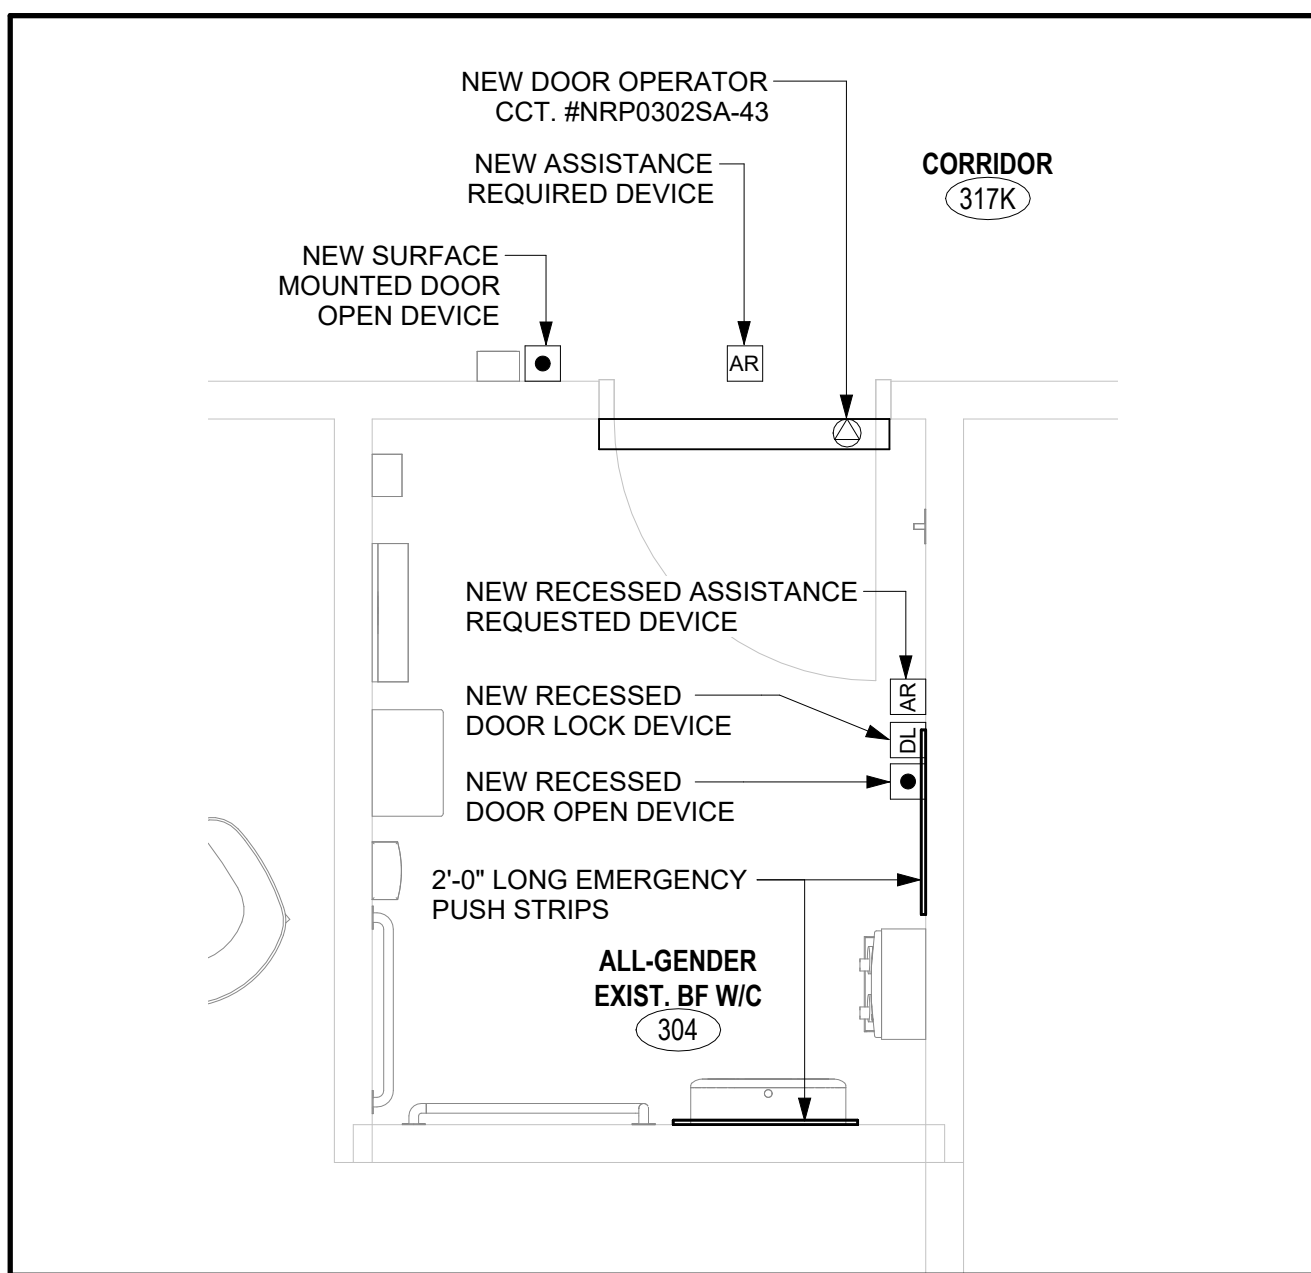 NEW DOOR OPERATOR
CCT. #NRP0302SA-43
NEW ASSISTANCE
REQUIRED DEVICE
CORRIDOR
317K
NEW SURFACE
MOUNTED DOOR
OPEN DEVICE
AR
NEW RECESSED ASSISTANCE
REQUESTED DEVICE
AR
NEW RECESSED
DOOR LOCK DEVICE
DL
NEW RECESSED
DOOR OPEN DEVICE
2'-0" LONG EMERGENCY
PUSH STRIPS
ALL-GENDER
EXIST. BF W/C
304